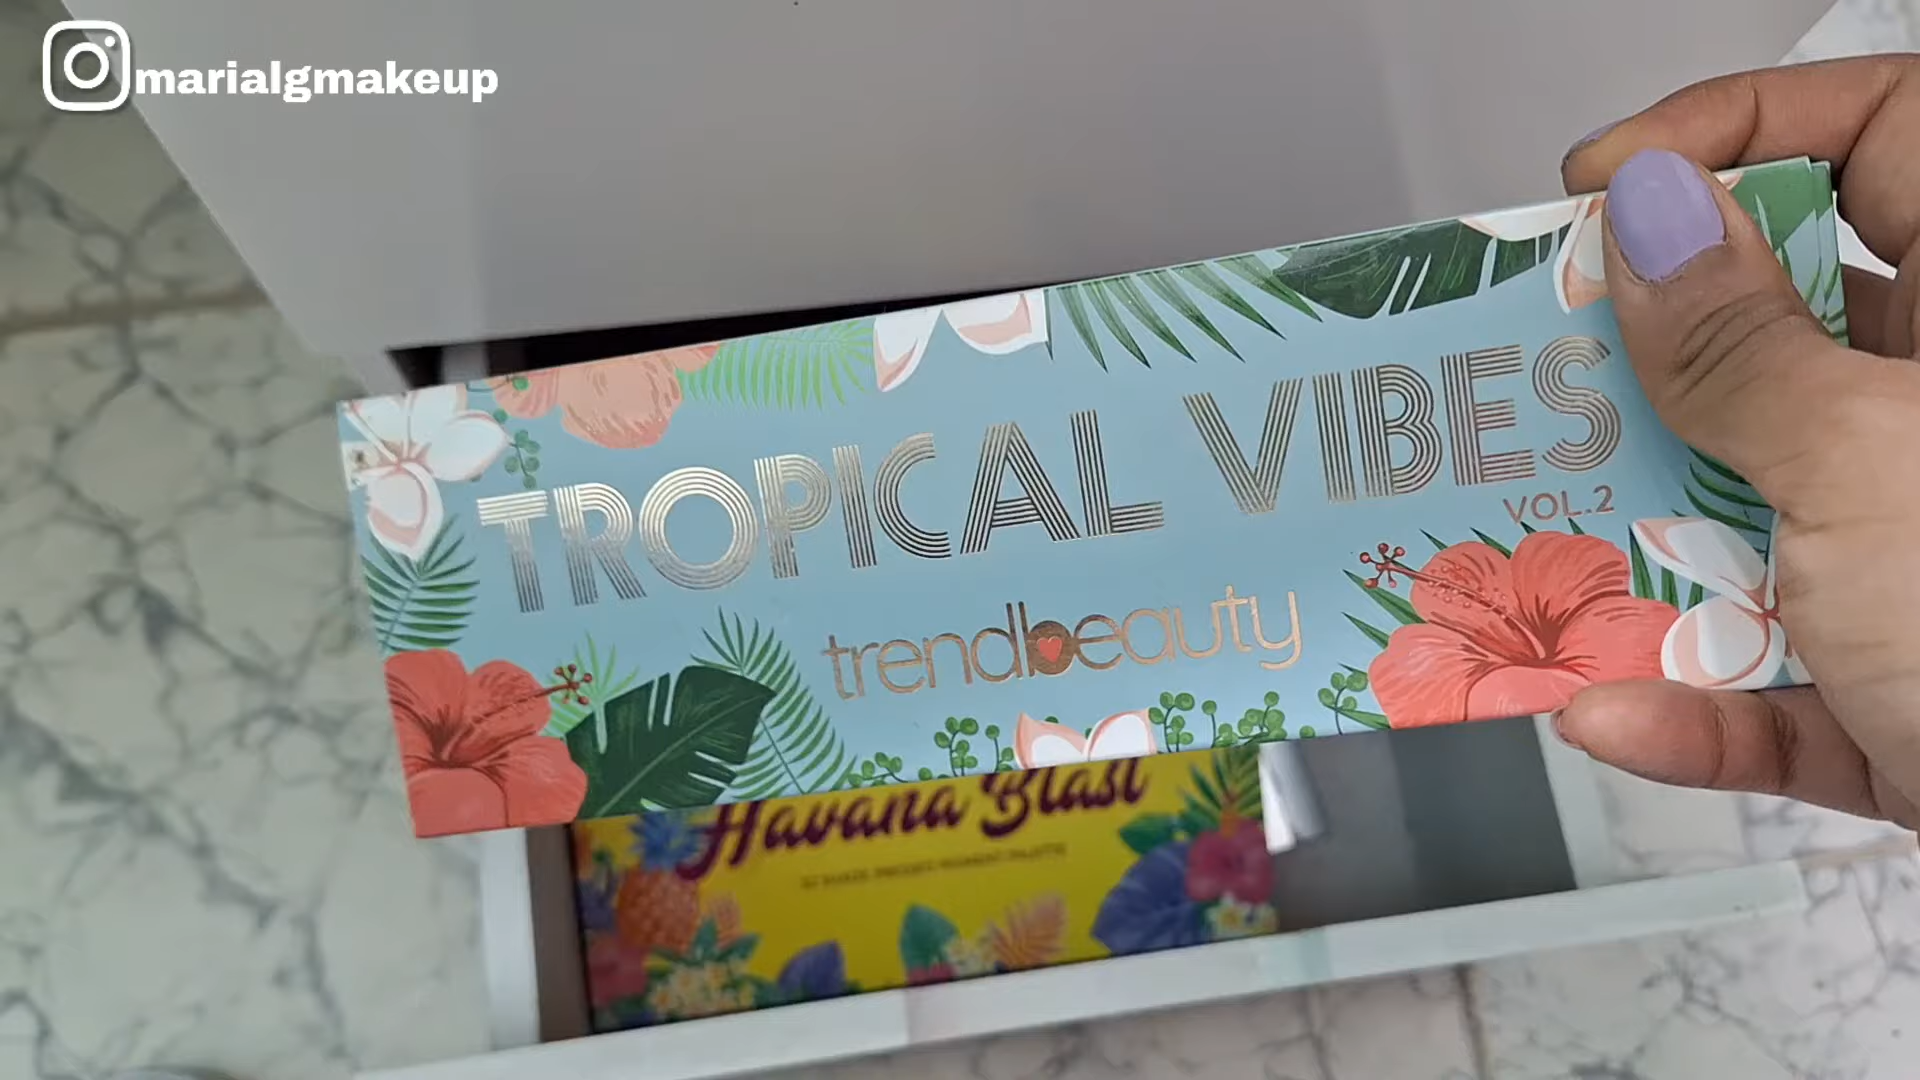 marialgmakeup
TROPICAL VIBES
VOL.2
trendbeauty
Havana Blast